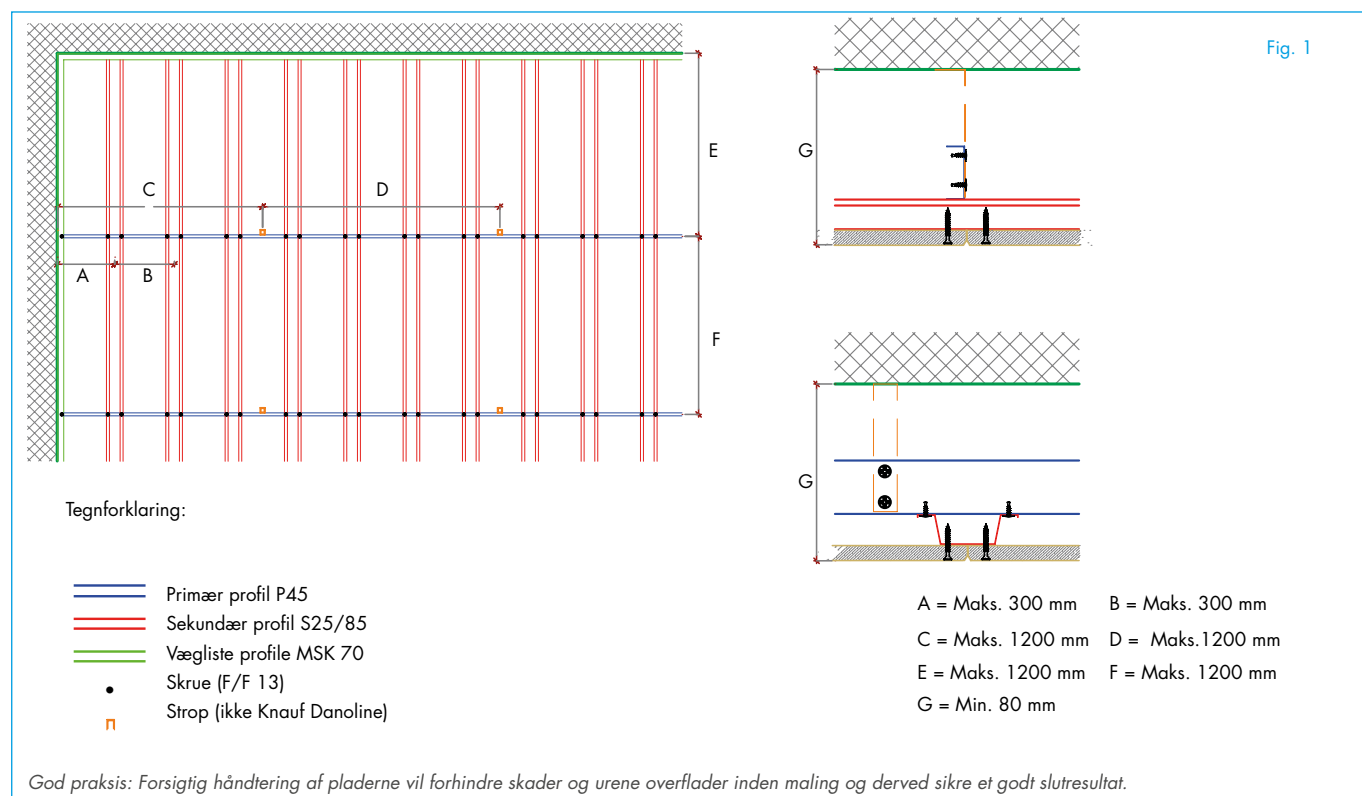 Fig. 1
C
D
E
A
B
F
G
G
Tegnforklaring:
Primær profil P45
Sekundær profil S25/85
Vægliste profile MSK 70
Skrue (F/F 13)
Strop (ikke Knauf Danoline)
A = Maks. 300 mm B = Maks. 300 mm
C = Maks. 1200 mm D = Maks.1200 mm
E = Maks. 1200 mm F = Maks. 1200 mm
G = Min. 80 mm
God praksis: Forsigtig håndtering af pladerne vil forhindre skader og urene overflader inden maling og derved sikre et godt slutresultat.